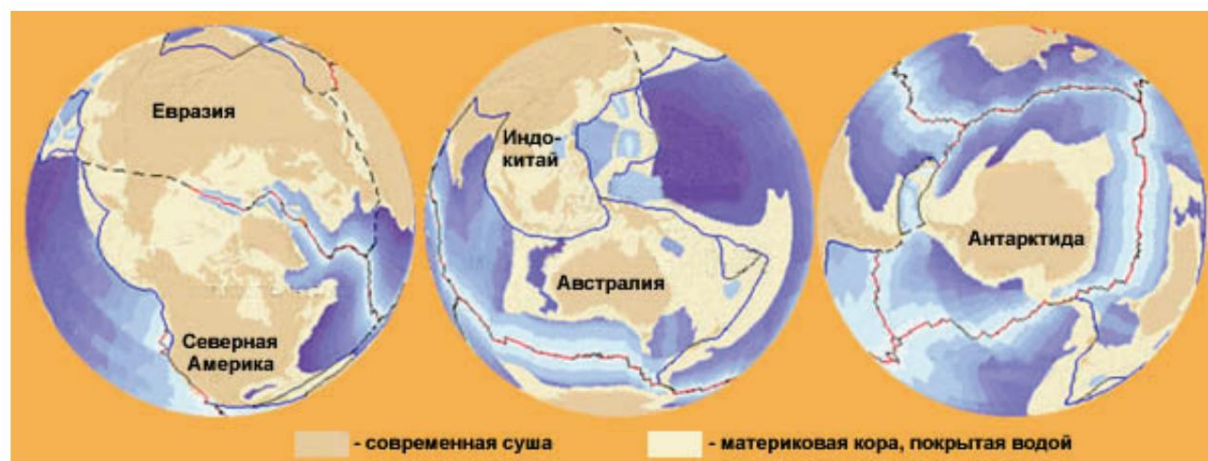 Евразия
Северная
Америка
Индо-
китай
Австралия
Антарктида
- современная суша
- материковая кора, покрытая водой